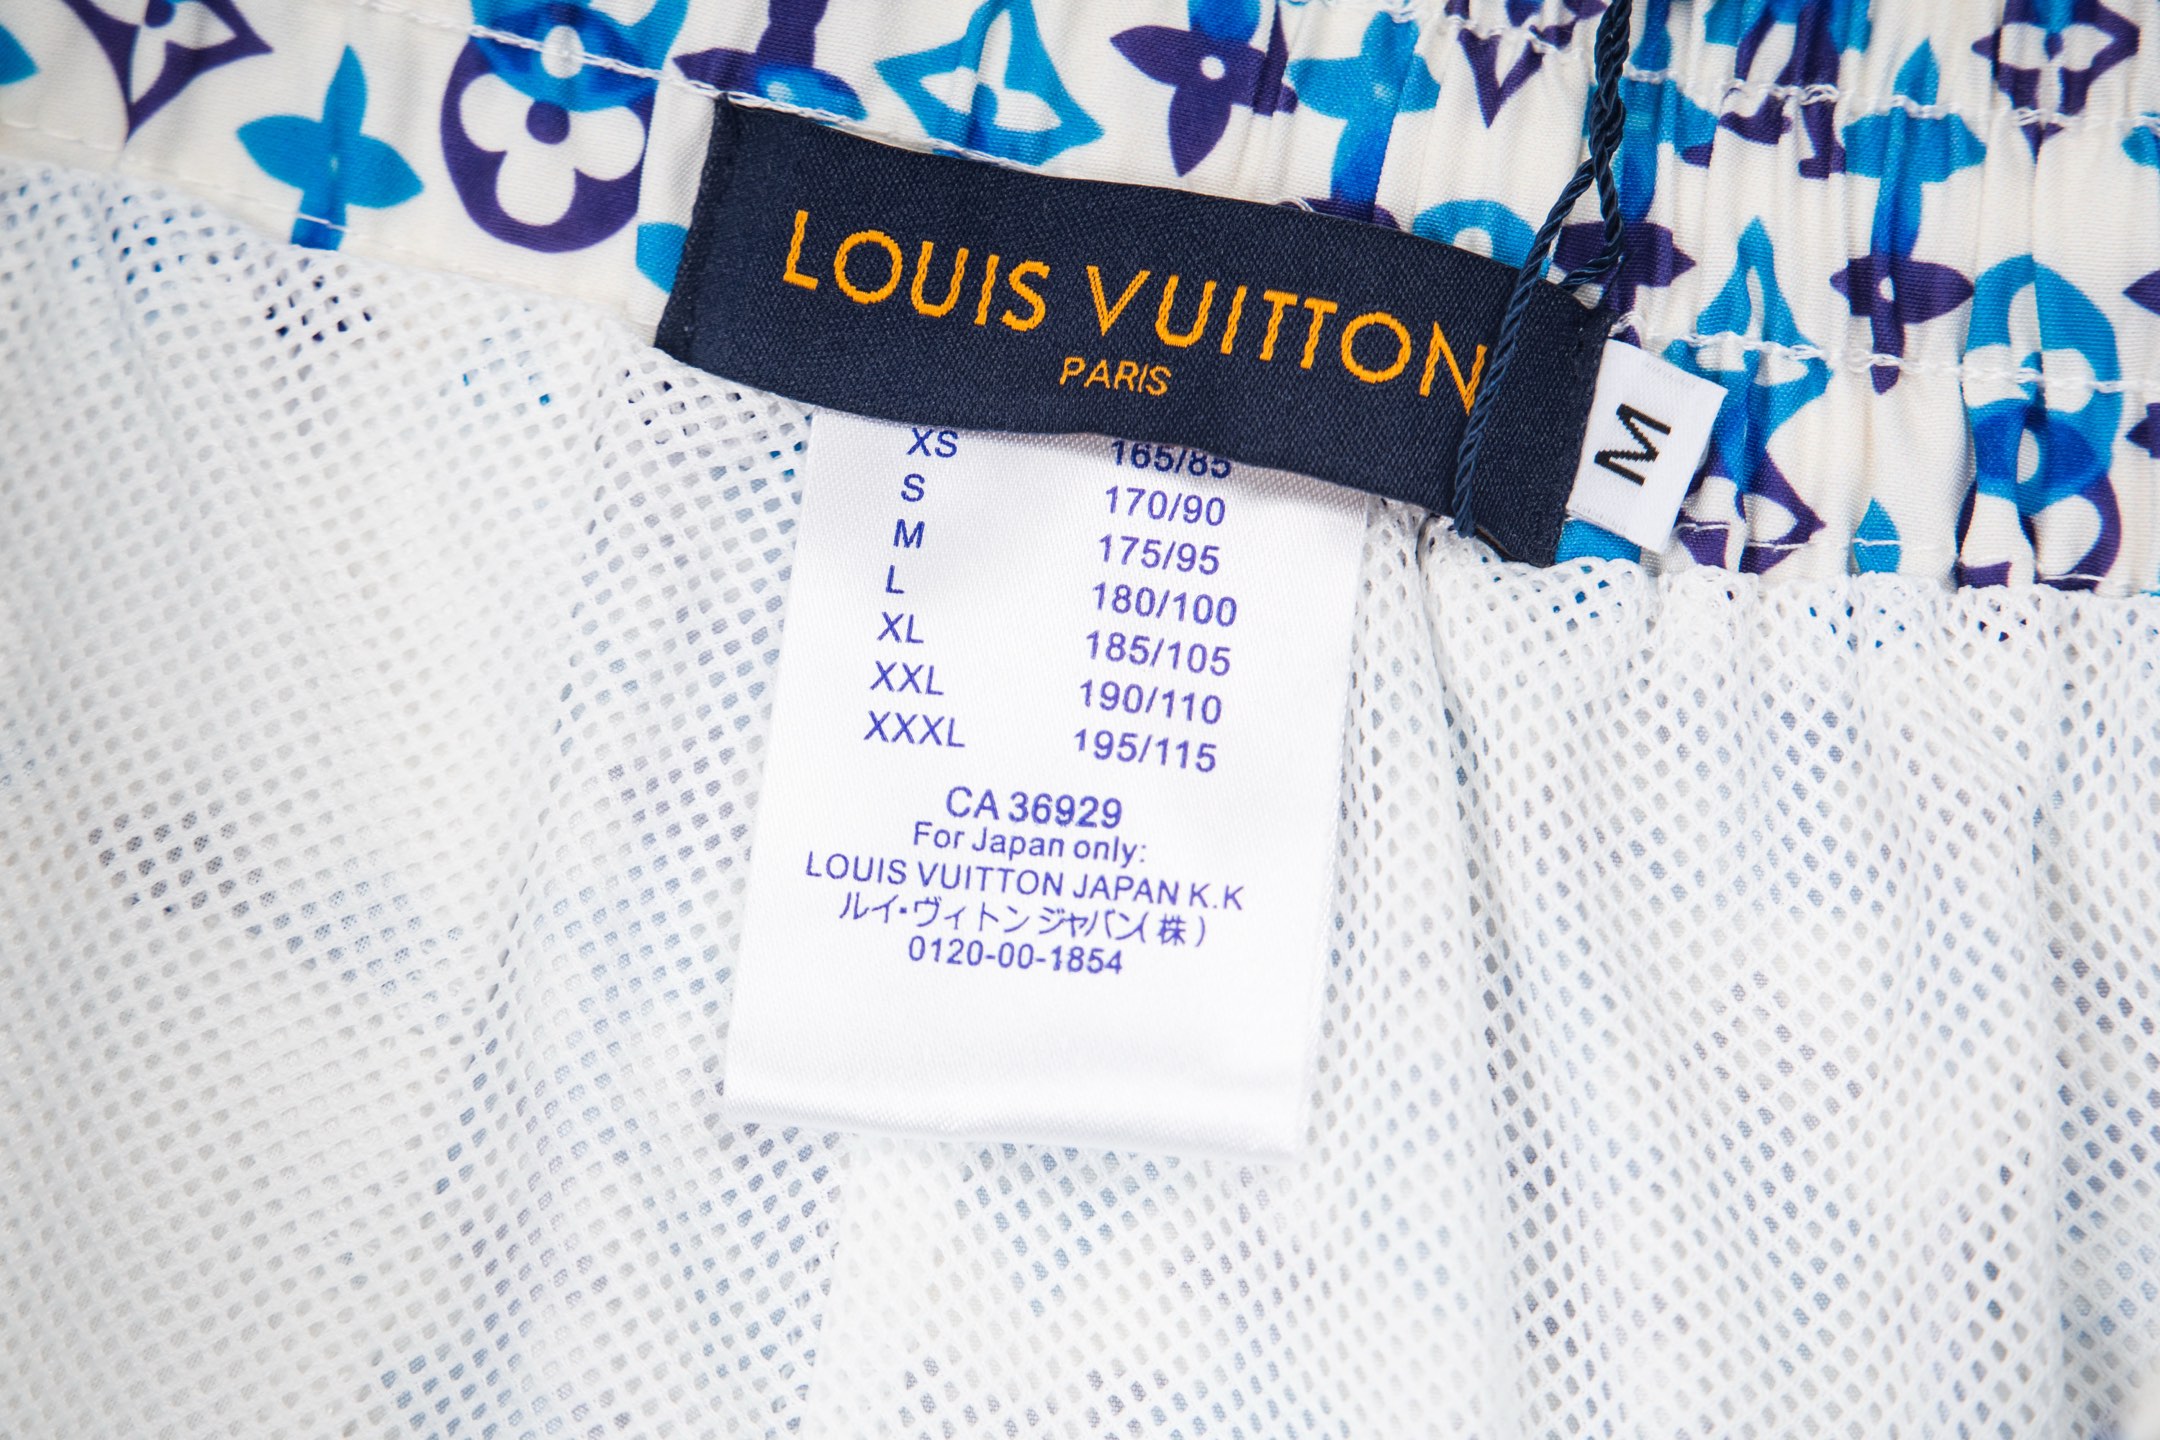 LOUIS VUITTON
PARIS
M
XS 165/85
S 170/90
M 175/95
L 180/100
XL 185/105
XXL 190/110
XXXL 195/115
CA 36929
For Japan only:
LOUIS VUITTON JAPAN K.K
ルイ・ヴィトンジャパン(株)
0120-00-1854